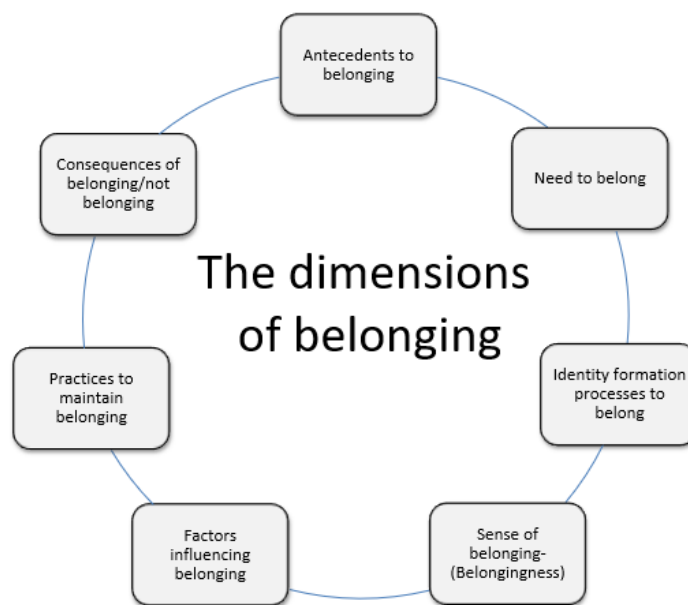 Antecedents to
belonging
Need to belong
Identity formation
processes to
belong
Sense of
belonging-
(Belongingness)
Factors
influencing
belonging
Practices to
maintain
belonging
Consequences of
belonging/not
belonging
The dimensions
of belonging